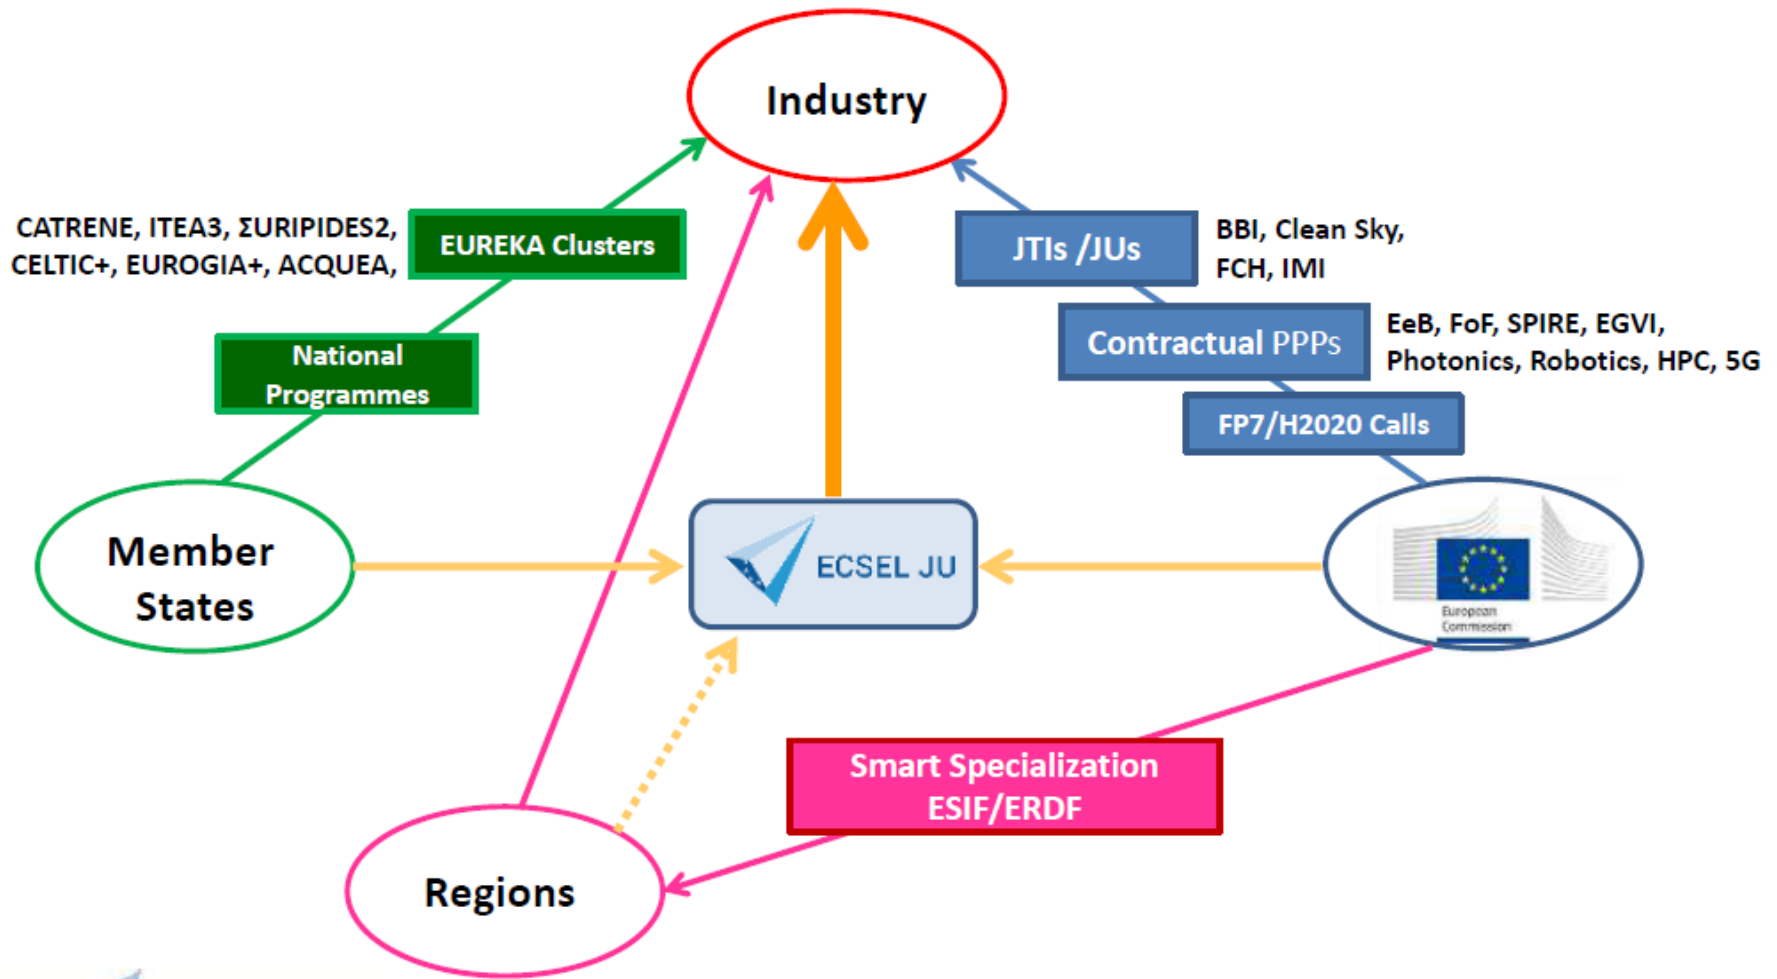 Industry
CATRENE, ITEA3, ΣURIPIDES2,
CELTIC+, EUROGIA+, ACQUEA,
EUREKA Clusters
JTIs /JUs
BBI, Clean Sky,
FCH, IMI
National
Programmes
Contractual PPPs
EeB, FoF, SPIRE, EGVI,
Photonics, Robotics, HPC, 5G
FP7/H2020 Calls
Member
States
ECSEL JU
European
Commission
Smart Specialization
ESIF/ERDF
Regions